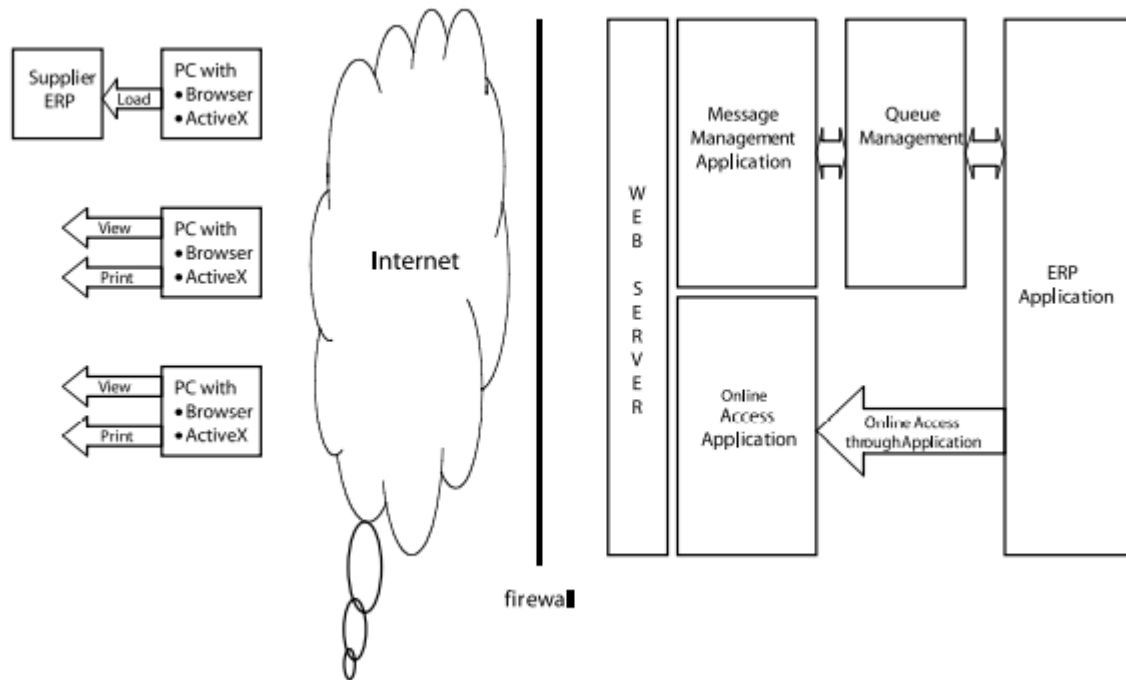 Supplier
ERP
Load
PC with
• Browser
• ActiveX
View
Print
PC with
• Browser
• ActiveX
View
Print
PC with
• Browser
• ActiveX
Internet
firewall
W
E
B
S
E
R
V
E
R
Message
Management
Application
Queue
Management
ERP
Application
Online
Access
Application
Online Access
through Application